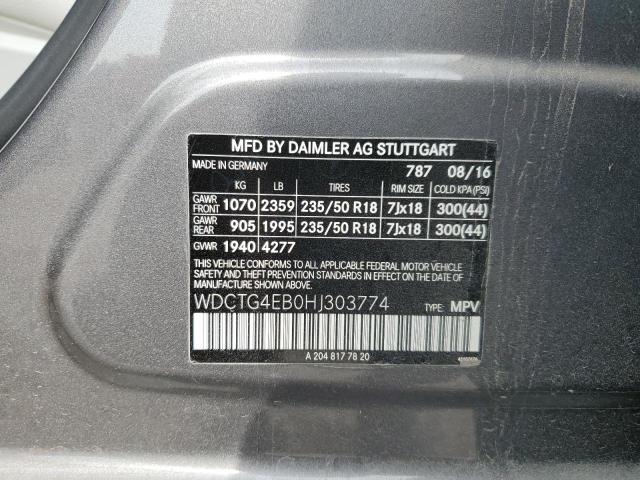 MFD BY DAIMLER AG STUTTGART
MADE IN GERMANY 787 08/16
KG LB TIRES RIM SIZE COLD KPA(PSI)
GAWR FRONT 1070 2359 235/50 R18 7Jx18 300(44)
GAWR REAR 905 1995 235/50 R18 7Jx18 300(44)
GVWR 1940 4277
THIS VEHICLE CONFORMS TO ALL APPLICABLE FEDERAL MOTOR VEHICLE
SAFETY AND THEFT PREVENTION STANDARDS IN EFFECT ON THE DATE OF
MANUFACTURE SHOWN ABOVE.
WDCTG4EB0HJ303774 TYPE: MPV
A 204 817 78 20